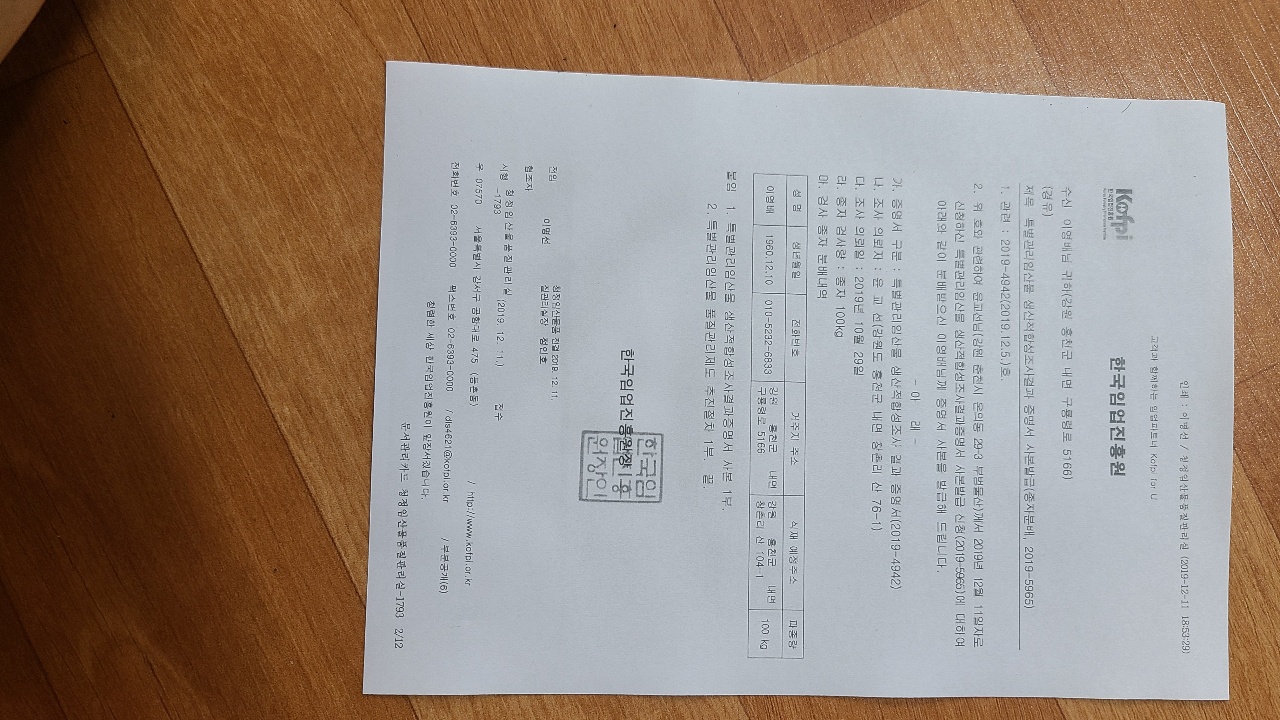 인쇄 : 이명선 / 청정임산물품질관리실 (2019-12-11 18:53:29)
고객과 함께하는 임업파트너 Kofpi for U
Kofpi
한국임업진흥원
한국임업진흥원
수신 이영배님 귀하(강원 홍천군 내면 구룡령로 5166)
(경유)
제목 특별관리임산물 생산적합성조사결과 증명서 사본발급(종자분배, 2019-5965)
1. 관련 : 2019-4942(2019.12.5.)호.
2. 위 호와 관련하여 윤교선님(강원 춘천시 온의동 29-3 부범물산)께서 2019년 12월 11일자로
신청하신 특별관리임산물 생산적합성조사결과증명서 사본발급 신청(2019-5965)에 대하여
아래와 같이 분배받으신 이영배님께 증명서 사본을 발급해 드립니다.
- 아 래 -
가. 증명서 구분 : 특별관리임산물 생산적합성조사 결과 증명서(2019-4942)
나. 조사 의뢰자 : 윤 교 선(강원도 홍천군 내면 창촌리 산 76-1)
다. 조사 의뢰일 : 2019년 10월 29일
라. 종자 검사량 : 종자 100kg
마. 검사 종자 분배내역
성 명 생년월일 전화번호 거주지 주소 식재 예정주소 파종량
이영배 1960.12.10 010-5232-6833 강원 홍천군 내면 구룡령로 5166 강원 홍천군 내면 창촌리 산 104-1 100 kg
붙임 1. 특별관리임산물 생산적합성조사결과증명서 사본 1부.
2. 특별관리임산물 품질관리제도 추진절차 1부. 끝.
한국임업진흥원장
한국임
업진흥
원장인
전임 이명선 청정임산물품질관리실장 전결 2019. 12. 11. 정인호
협조자
시행 청정임산물품질관리실-1793 (2019. 12. 11.) 접수
우 07570 서울특별시 강서구 공항대로 475 (등촌동) / http://www.kofpi.or.kr
전화번호 02-6393-0000 팩스번호 02-6393-0000 / dls4621@kofpi.or.kr / 부분공개(6)
청렴한 세상 한국임업진흥원이 앞장서겠습니다.
문서관리카드 청정임산물품질관리실-1793 2/12